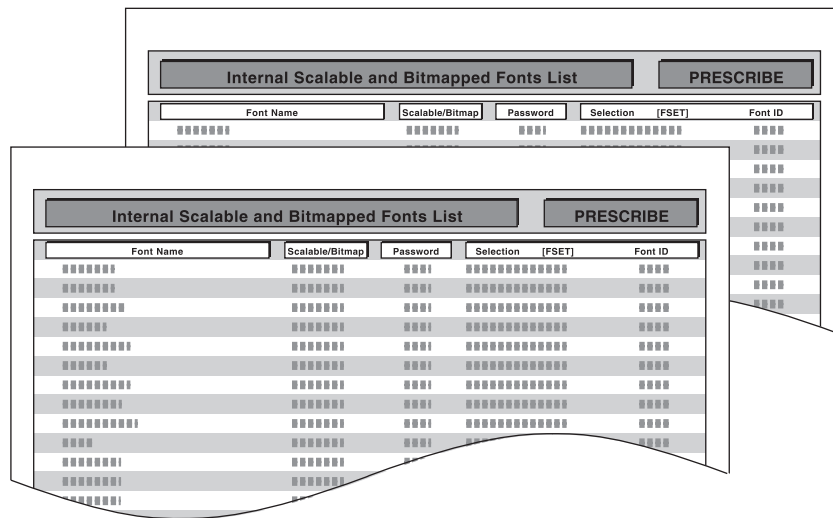 Internal Scalable and Bitmapped Fonts List PRESCRIBE
Font Name Scalable/Bitmap Password Selection [FSET] Font ID
Internal Scalable and Bitmapped Fonts List PRESCRIBE
Font Name Scalable/Bitmap Password Selection [FSET] Font ID